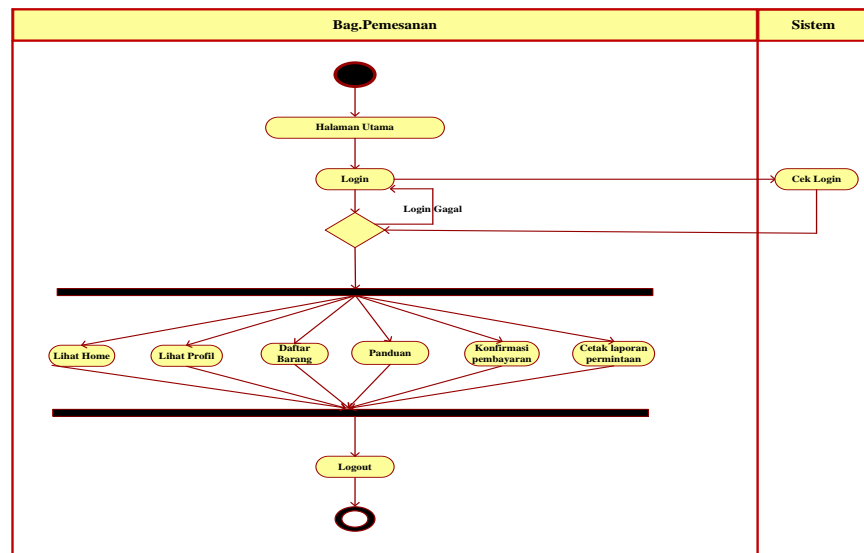 Bag.Pemesanan
Sistem
Halaman Utama
Login
Cek Login
Login Gagal
Lihat Home
Lihat Profil
Daftar
Barang
Panduan
Konfirmasi
pembayaran
Cetak laporan
permintaan
Logout